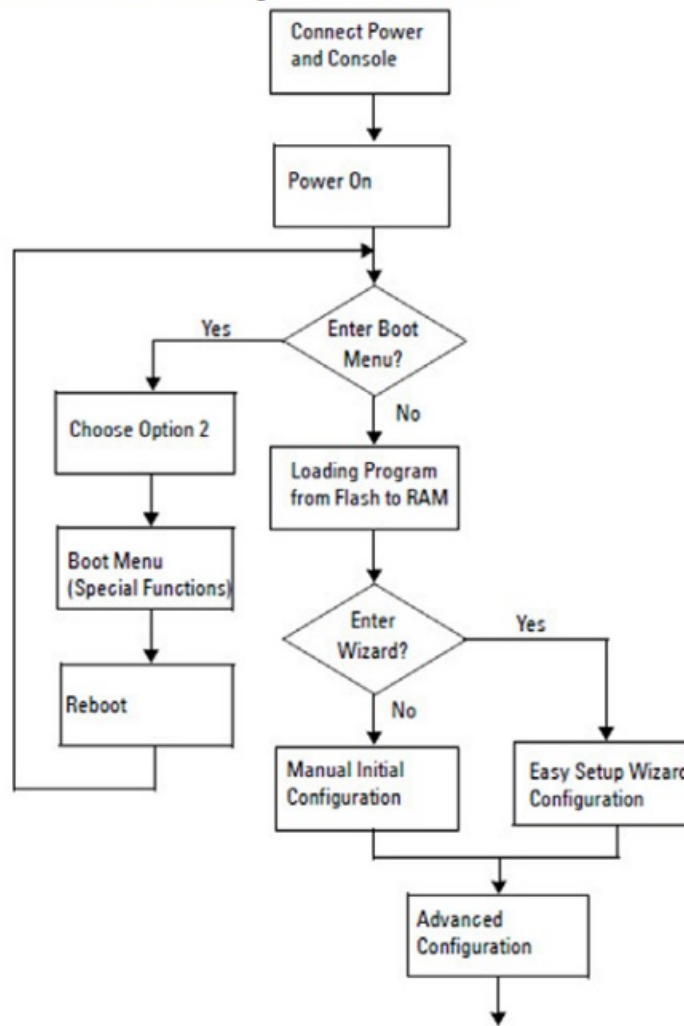 Connect Power
and Console
Power On
Enter Boot
Menu?
Yes
No
Choose Option 2
Loading Program
from Flash to RAM
Boot Menu
(Special Functions)
Enter
Wizard?
Yes
No
Reboot
Manual Initial
Configuration
Easy Setup Wizard
Configuration
Advanced
Configuration